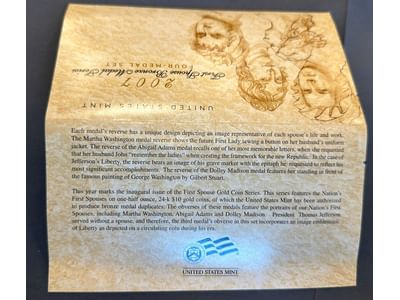 First Spouse Bronze Medal Series
FOUR-MEDAL SET
2007
UNITED STATES MINT
Each medal's reverse has a unique design depicting an image representative of each spouse's life and work.
The Martha Washington medal reverse shows the future First Lady sewing a button on her husband's uniform
jacket. The reverse of the Abigail Adams medal recalls one of her most memorable letters, when she requested
that her husband John "remember the ladies" when creating the framework for the new Republic. In the case of
Jefferson's Liberty, the reverse bears an image of his grave marker with the epitaph he requested to reflect his
most significant accomplishments. The reverse of the Dolley Madison medal features her standing in front of
the famous painting of George Washington by Gilbert Stuart.
This year marks the inaugural issue of the First Spouse Gold Coin Series. This series features the Nation's
First Spouses on one-half ounce, 24-k $10 gold coins, of which the United States Mint has been authorized
to produce bronze medal duplicates. The obverses of these medals feature the portraits of our Nation's First
Spouses, including Martha Washington, Abigail Adams and Dolley Madison. President Thomas Jefferson
served without a spouse, and therefore, the third medal's obverse in this set incorporates an image emblematic
of Liberty as depicted on a circulating coin during his era.
UNITED STATES MINT